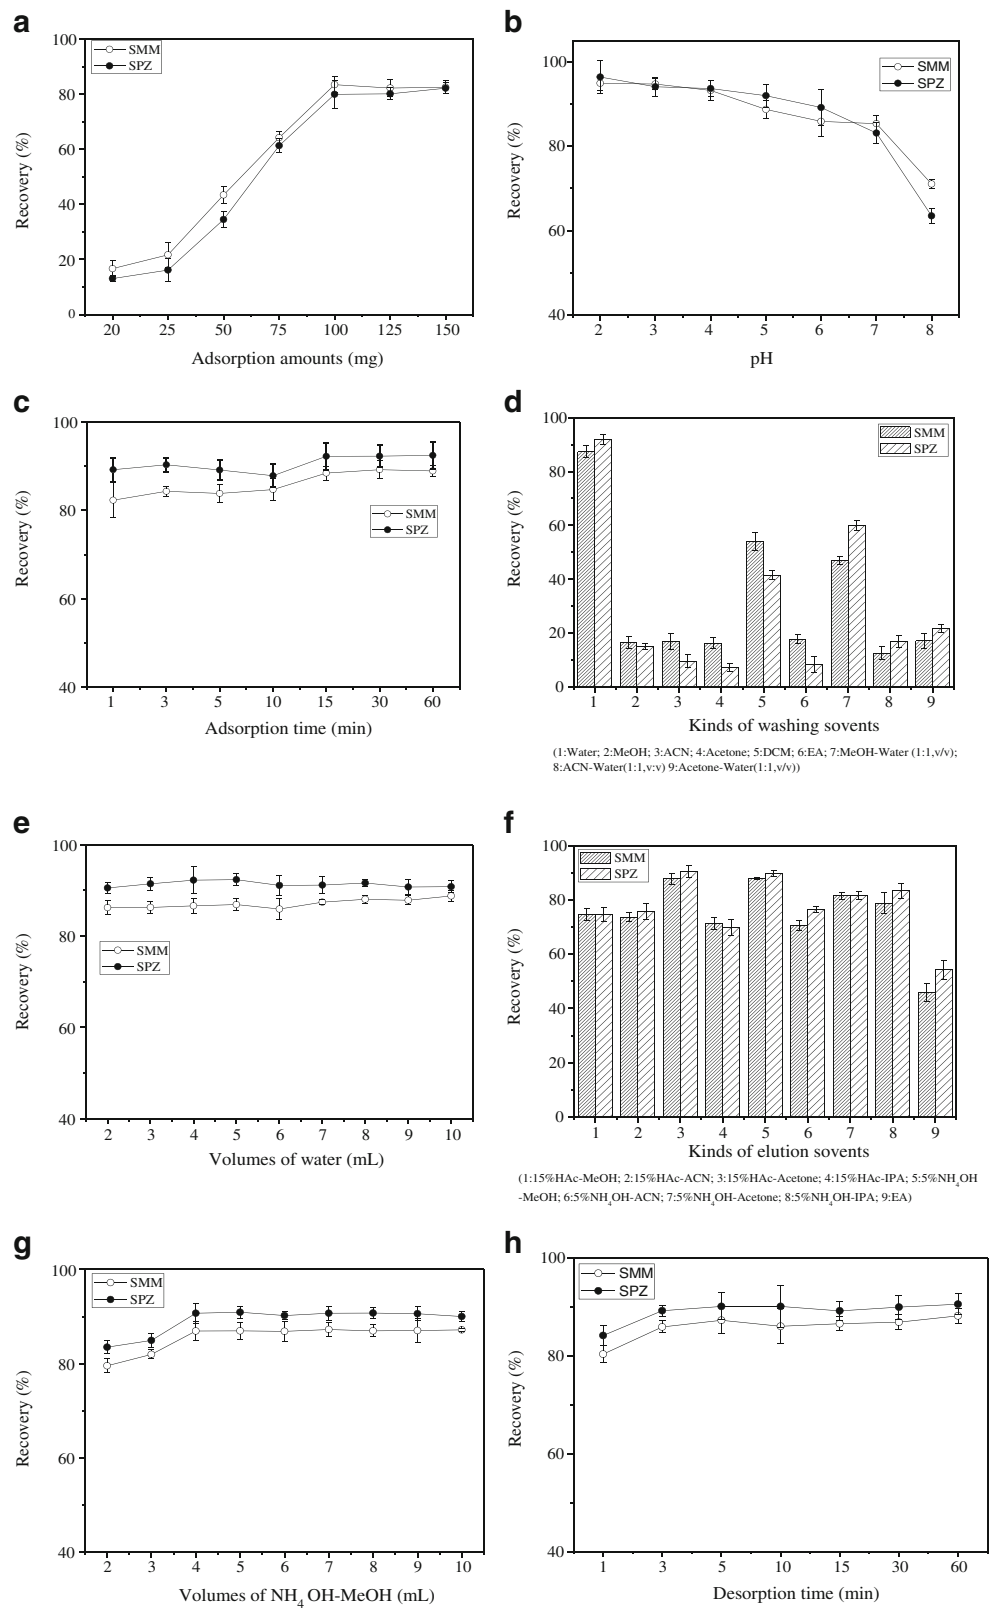 a
100
80
60
40
20
0
Recovery (%)
SMM
SPZ
20 25 50 75 100 125 150
Adsorption amounts (mg)
b
100
80
60
40
Recovery (%)
SMM
SPZ
2 3 4 5 6 7 8
pH
c
100
80
60
40
Recovery (%)
SMM
SPZ
1 3 5 10 15 30 60
Adsorption time (min)
d
100
80
60
40
20
0
Recovery (%)
SMM
SPZ
1 2 3 4 5 6 7 8 9
Kinds of washing sovents
(1:Water; 2:MeOH; 3:ACN; 4:Acetone; 5:DCM; 6:EA; 7:MeOH-Water (1:1,v/v);
8:ACN-Water(1:1,v:v) 9:Acetone-Water(1:1,v/v))
e
100
80
60
40
Recovery (%)
SMM
SPZ
2 3 4 5 6 7 8 9 10
Volumes of water (mL)
f
100
80
60
40
20
0
Recovery (%)
SMM
SPZ
1 2 3 4 5 6 7 8 9
Kinds of elution sovents
(1:15%HAc-MeOH; 2:15%HAc-ACN; 3:15%HAc-Acetone; 4:15%HAc-IPA; 5:5%NH4OH
-MeOH; 6:5%NH4OH-ACN; 7:5%NH4OH-Acetone; 8:5%NH4OH-IPA; 9:EA)
g
100
80
60
40
Recovery (%)
SMM
SPZ
2 3 4 5 6 7 8 9 10
Volumes of NH4 OH-MeOH (mL)
h
100
80
60
40
Recovery (%)
SMM
SPZ
1 3 5 10 15 30 60
Desorption time (min)